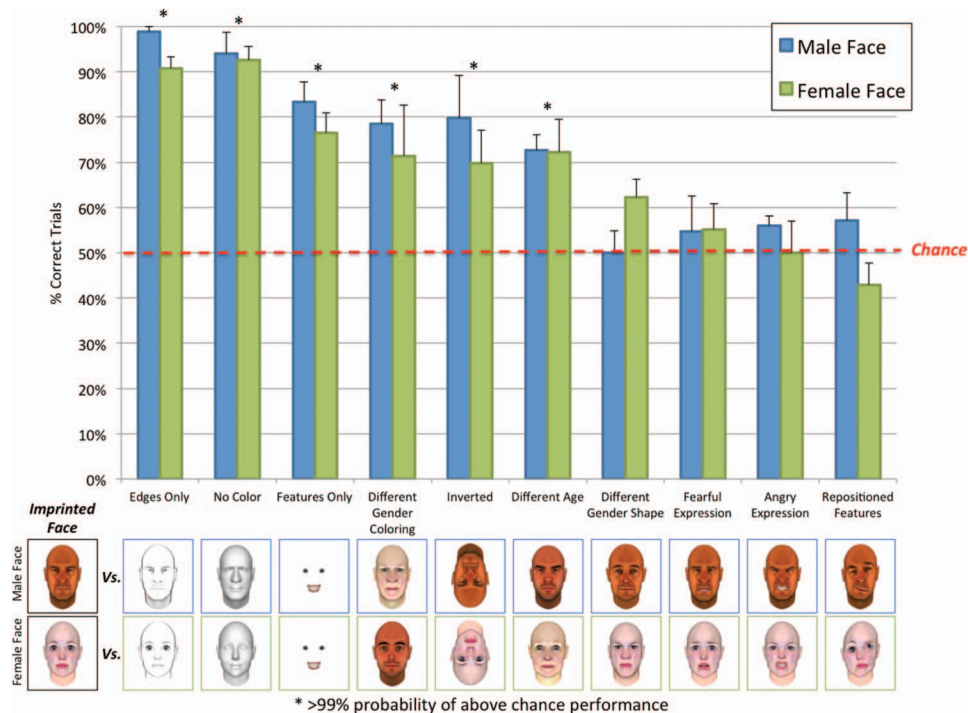 100%
90%
80%
70%
60%
50%
40%
30%
20%
10%
0%
% Correct Trials
* * * * * *
Male Face
Female Face
Chance
Edges Only
No Color
Features Only
Different
Gender
Coloring
Inverted
Different Age
Different
Gender Shape
Fearful
Expression
Angry
Expression
Repositioned
Features
Imprinted
Face
Male Face
Vs.
Female Face
Vs.
* >99% probability of above chance performance